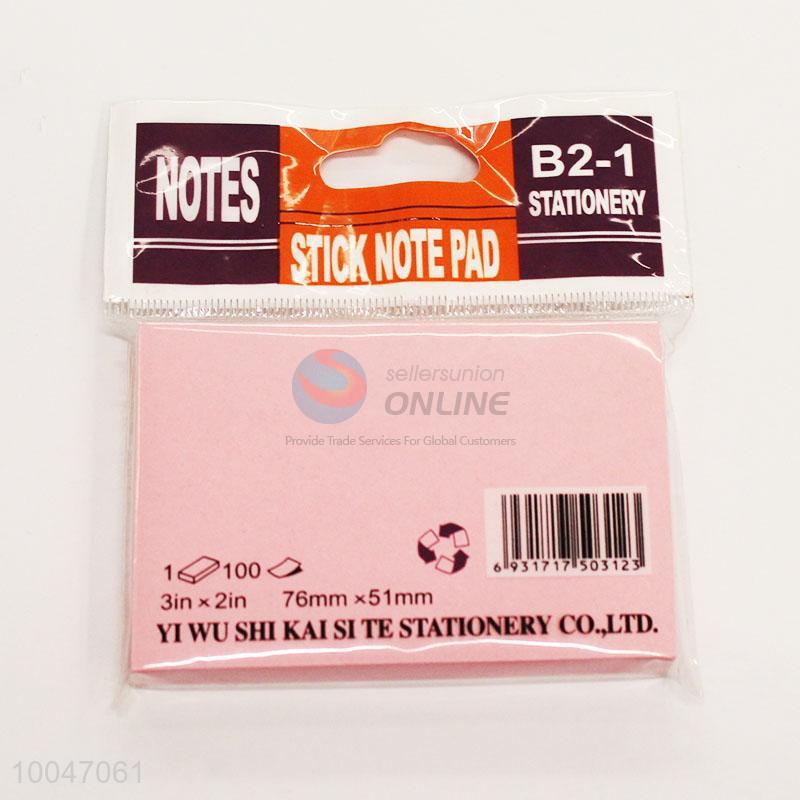 NOTES
STICK NOTE PAD
B2-1
STATIONERY
sellersunion
ONLINE
Provide Trade Services For Global Customers
6 931717 503123
1 100
3in × 2in 76mm ×51mm
YI WU SHI KAI SI TE STATIONERY CO.,LTD.
10047061